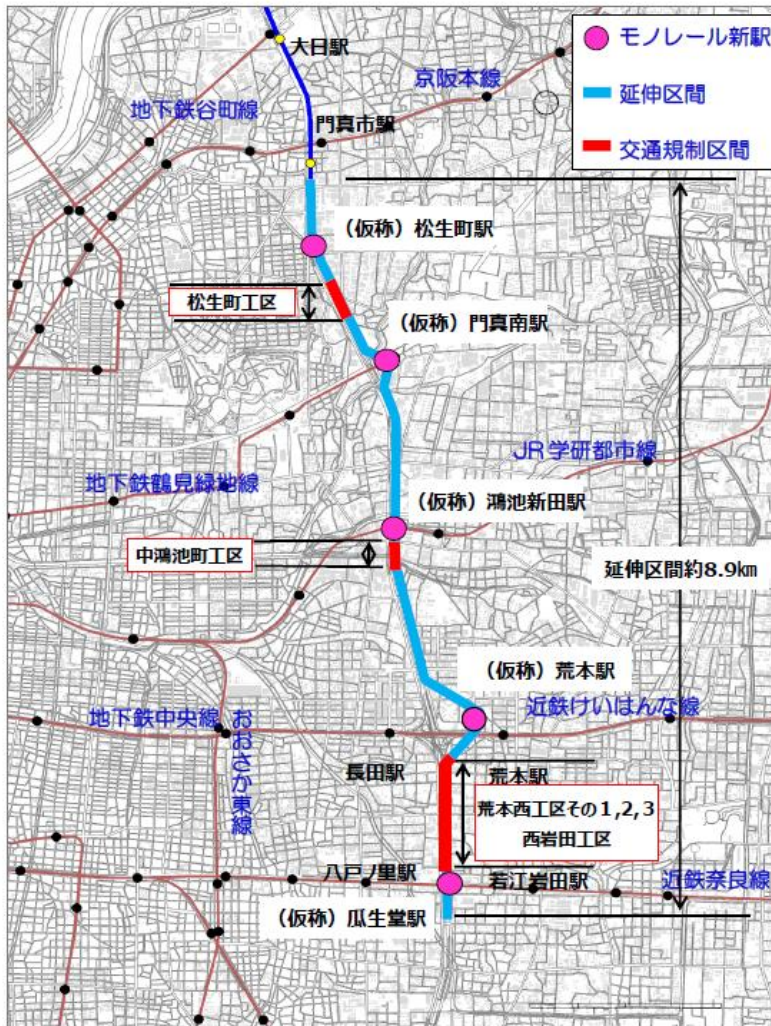 大日駅
モノレール新駅
京阪本線
地下鉄谷町線
延伸区間
門真市駅
交通規制区間
（仮称）松生町駅
松生町工区
（仮称）門真南駅
JR学研都市線
地下鉄鶴見緑地線
（仮称）鴻池新田駅
中鴻池町工区
延伸区間約8.9㎞
（仮称）荒本駅
近鉄けいはんな線
地下鉄中央線
おおさか東線
長田駅
荒本駅
荒本西工区その１,２,３
西岩田工区
八戸ノ里駅
若江岩田駅
近鉄奈良線
（仮称）瓜生堂駅